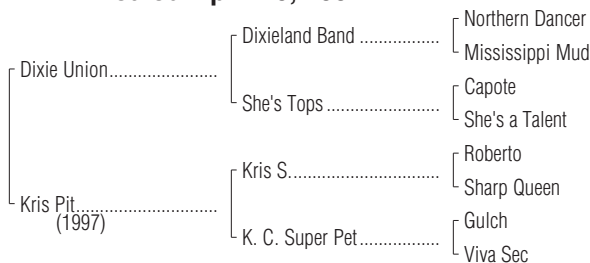 Dixie Union
Kris Pit
(1997)
Dixieland Band
She's Tops
Kris S.
K. C. Super Pet
Northern Dancer
Mississippi Mud
Capote
She's a Talent
Roberto
Sharp Queen
Gulch
Viva Sec